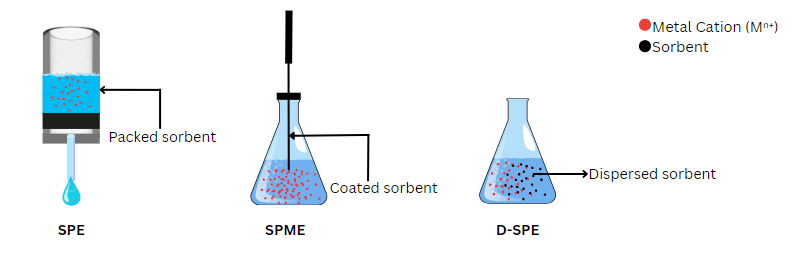 Metal Cation (Mⁿ⁺)
Sorbent
Packed sorbent
Coated sorbent
Dispersed sorbent
SPE
SPME
D-SPE